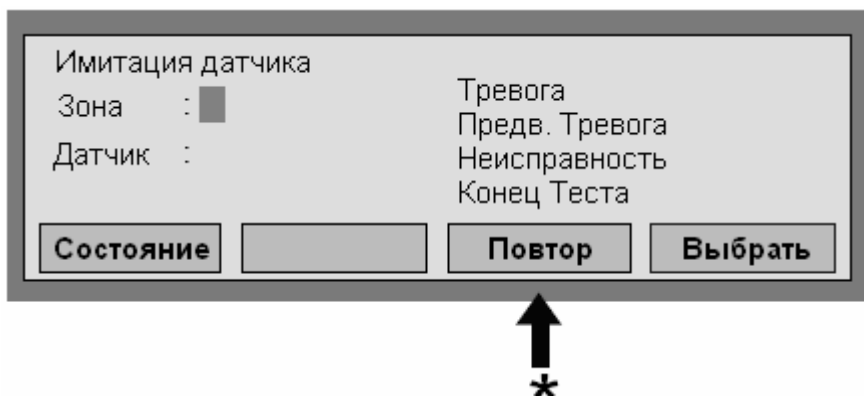 Имитация датчика
Зона :
Датчик :
Тревога
Предв. Тревога
Неисправность
Конец Теста
Состояние Повтор Выбрать
*